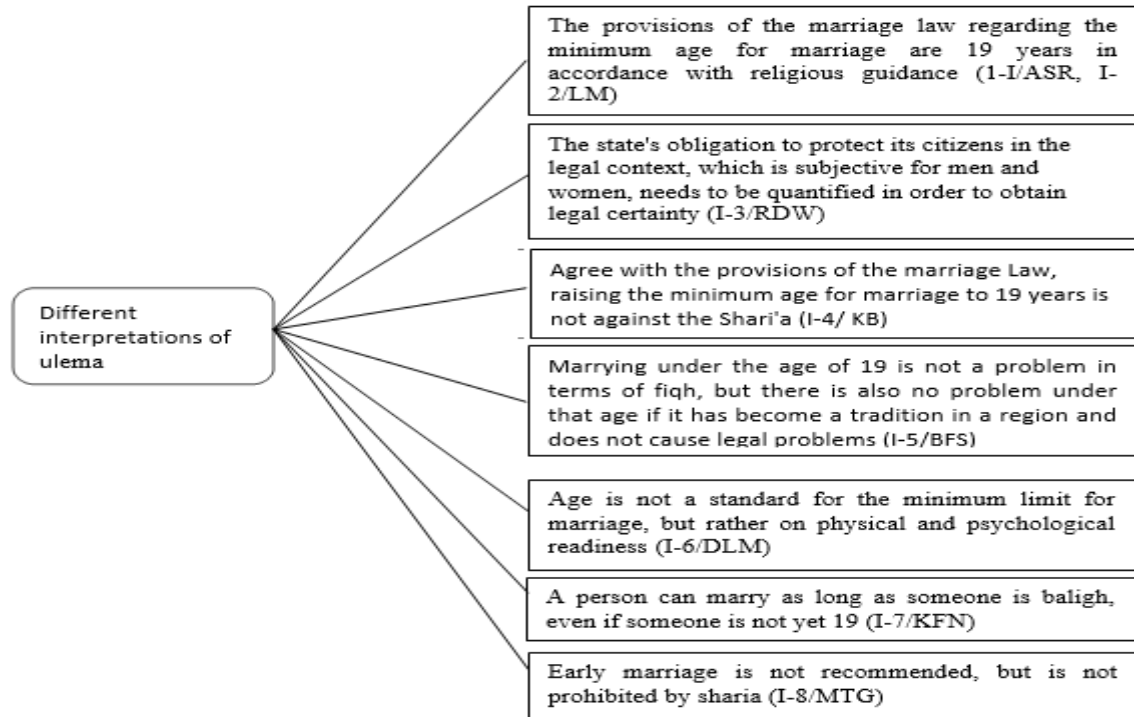 The provisions of the marriage law regarding the
minimum age for marriage are 19 years in
accordance with religious guidance (1-I/ASR, I-
2/LM)
The state's obligation to protect its citizens in the
legal context, which is subjective for men and
women, needs to be quantified in order to obtain
legal certainty (I-3/RDW)
Agree with the provisions of the marriage Law,
raising the minimum age for marriage to 19 years is
not against the Shari'a (I-4/ KB)
Different
interpretations of
ulema
Marrying under the age of 19 is not a problem in
terms of fiqh, but there is also no problem under
that age if it has become a tradition in a region and
does not cause legal problems (I-5/BFS)
Age is not a standard for the minimum limit for
marriage, but rather on physical and psychological
readiness (I-6/DLM)
A person can marry as long as someone is baligh,
even if someone is not yet 19 (I-7/KFN)
Early marriage is not recommended, but is not
prohibited by sharia (I-8/MTG)